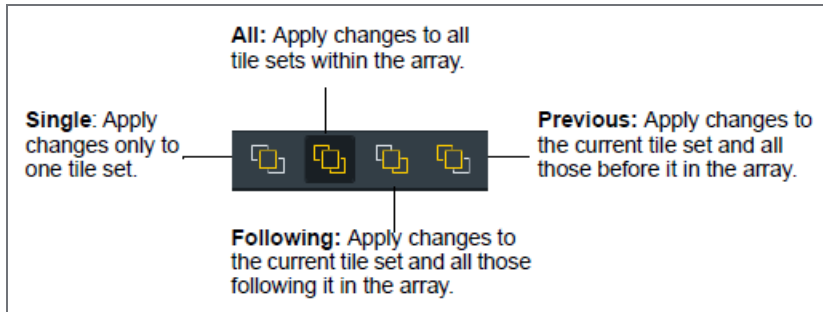 All: Apply changes to all
tile sets within the array.
Single: Apply
changes only to
one tile set.
Previous: Apply changes to
the current tile set and all
those before it in the array.
Following: Apply changes to
the current tile set and all those
following it in the array.